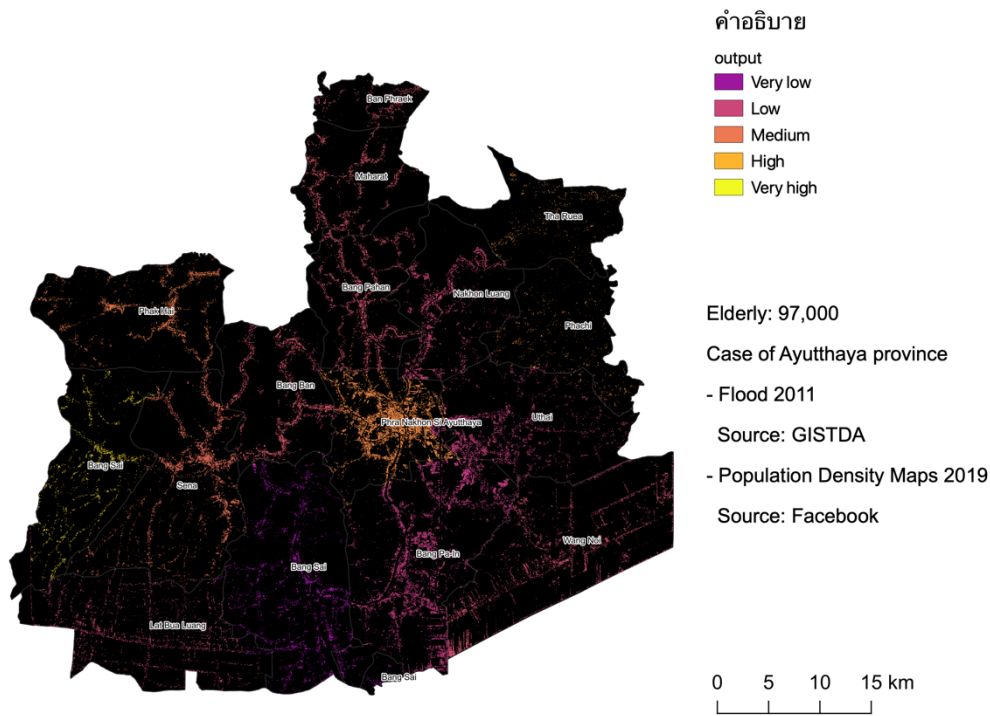 คำอธิบาย
output
Very low
Low
Medium
High
Very high
Ban Phraek
Maharat
Tha Ruea
Phak Hai
Bang Pahan
Nakhon Luang
Phachi
Bang Ban
Phra Nakhon Si Ayutthaya
Uthai
Bang Sai
Sena
Wang Noi
Bang Pa-In
Bang Sai
Lat Bua Luang
Bang Sai
Elderly: 97,000
Case of Ayutthaya province
- Flood 2011
Source: GISTDA
- Population Density Maps 2019
Source: Facebook
0 5 10 15 km